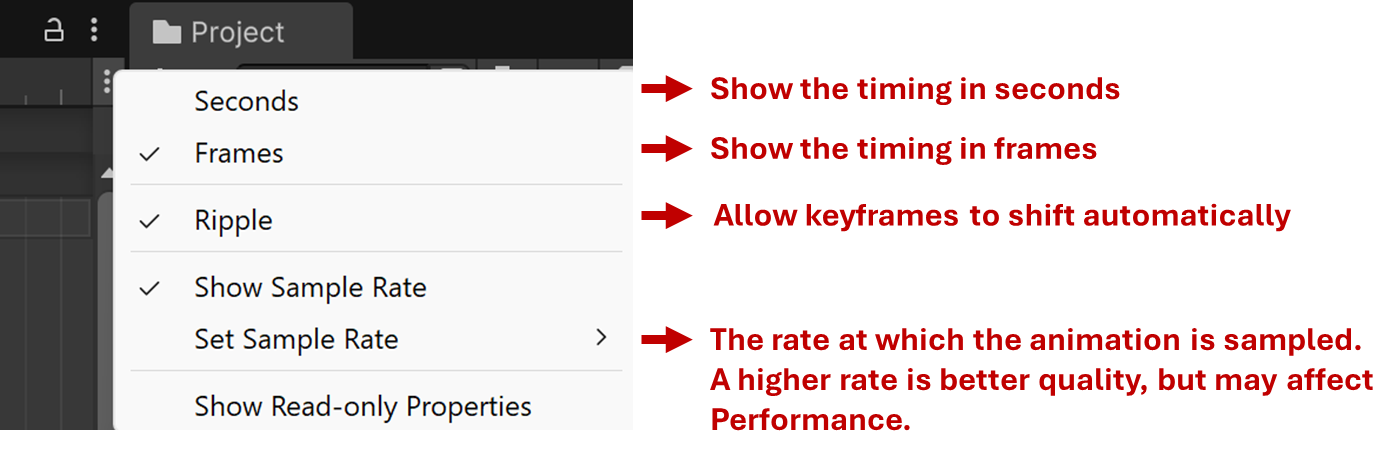 Project
Seconds
Show the timing in seconds
Frames
Show the timing in frames
Ripple
Allow keyframes to shift automatically
Show Sample Rate
Set Sample Rate
The rate at which the animation is sampled.
A higher rate is better quality, but may affect
Performance.
Show Read-only Properties